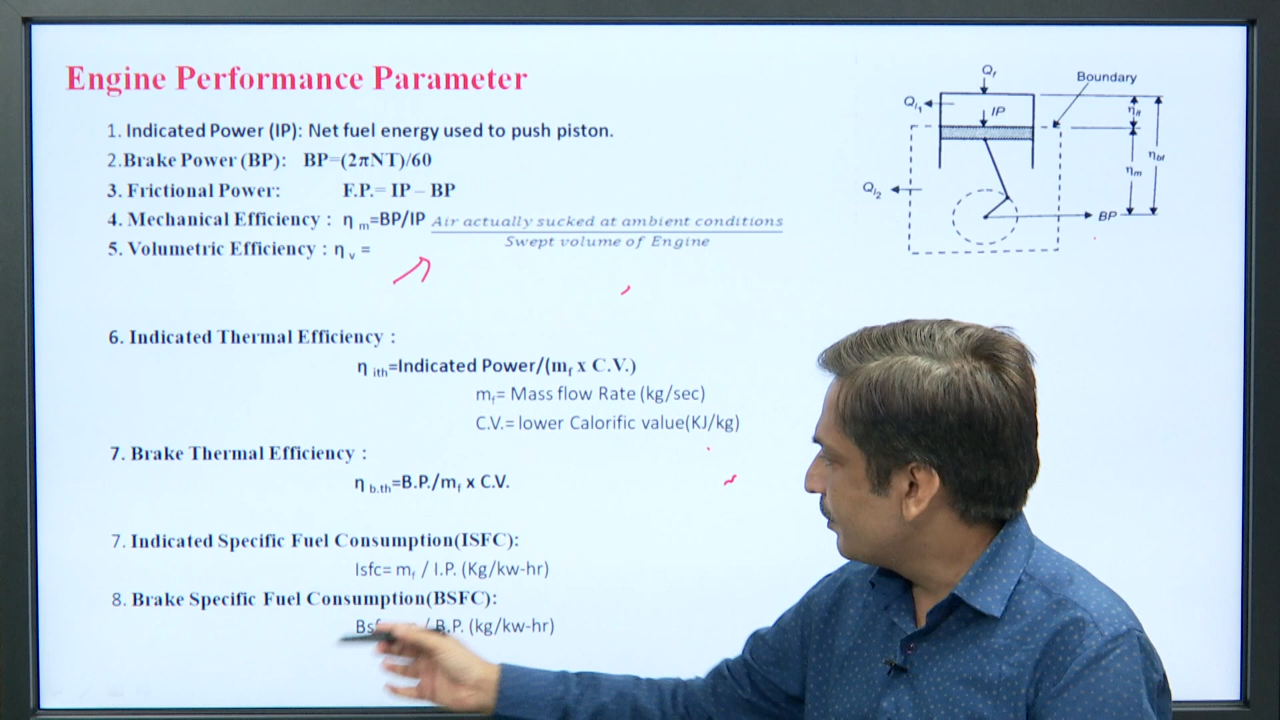 Engine Performance Parameter
1. Indicated Power (IP): Net fuel energy used to push piston.
2.Brake Power (BP): BP=(2πNT)/60
3. Frictional Power: F.P.= IP – BP
4. Mechanical Efficiency : η m=BP/IP
Air actually sucked at ambient conditions
Swept volume of Engine
5. Volumetric Efficiency : η v =
6. Indicated Thermal Efficiency :
η ith=Indicated Power/(mf x C.V.)
mf= Mass flow Rate (kg/sec)
C.V.= lower Calorific value(KJ/kg)
7. Brake Thermal Efficiency :
η b.th=B.P./mf x C.V.
7. Indicated Specific Fuel Consumption(ISFC):
Isfc= mf / I.P. (Kg/kw-hr)
8. Brake Specific Fuel Consumption(BSFC):
/ B.P. (kg/kw-hr)
Qf
Boundary
Ql1
IP
ηit
ηbt
ηm
Ql2
BP